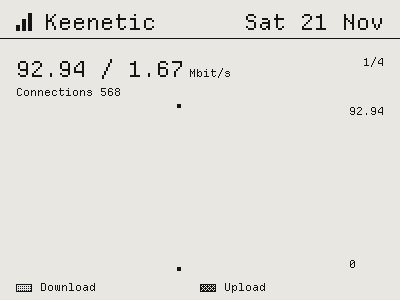 Keenetic Sat 21 Nov
92.94 / 1.67 Mbit/s 1/4
Connections 568
92.94
0
Download Upload